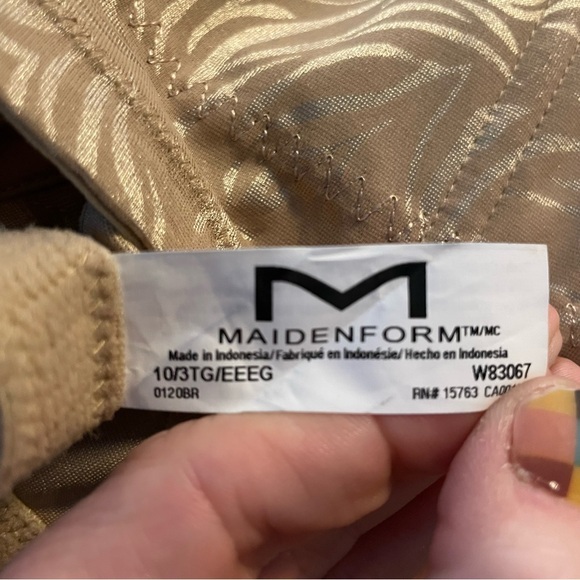 M
MAIDENFORM™/MC
Made in Indonesia/Fabriqué en Indonésie/Hecho en Indonesia
10/3TG/EEEG W83067
0120BR RN# 15763